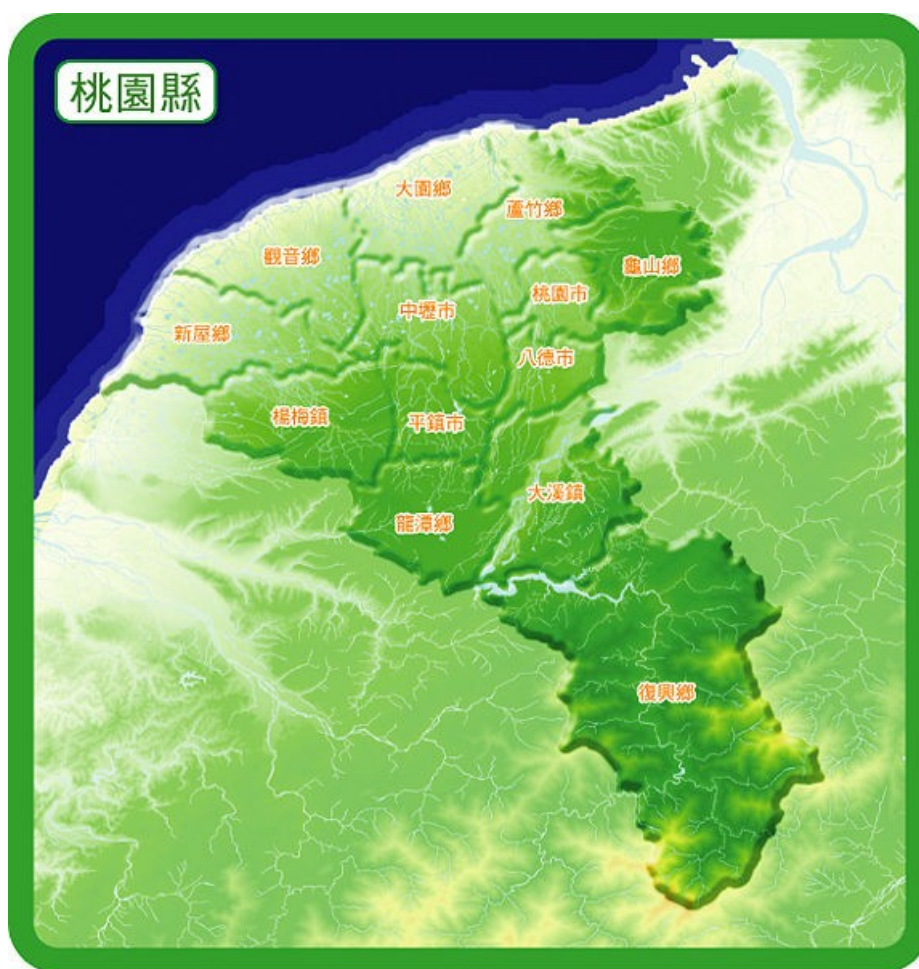 桃園縣
大園鄉
蘆竹鄉
觀音鄉
龜山鄉
桃園市
中壢市
新屋鄉
八德市
楊梅鎮
平鎮市
大溪鎮
龍潭鄉
復興鄉